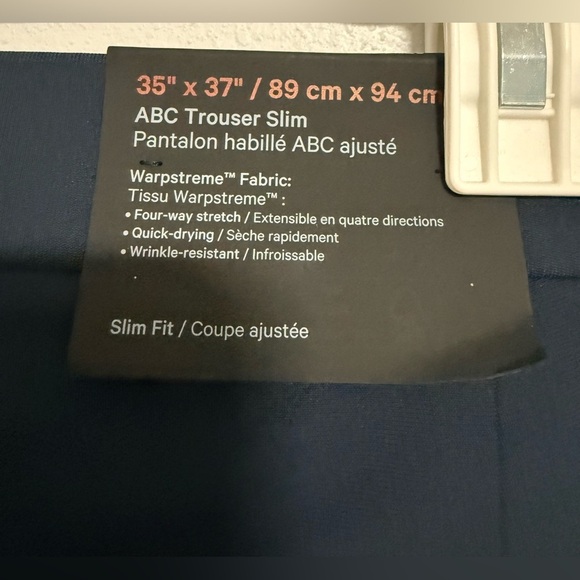 35" x 37" / 89 cm x 94 cm
ABC Trouser Slim
Pantalon habillé ABC ajusté
Warpstreme™ Fabric:
Tissu Warpstreme™ :
• Four-way stretch / Extensible en quatre directions
• Quick-drying / Sèche rapidement
• Wrinkle-resistant / Infroissable
Slim Fit / Coupe ajustée